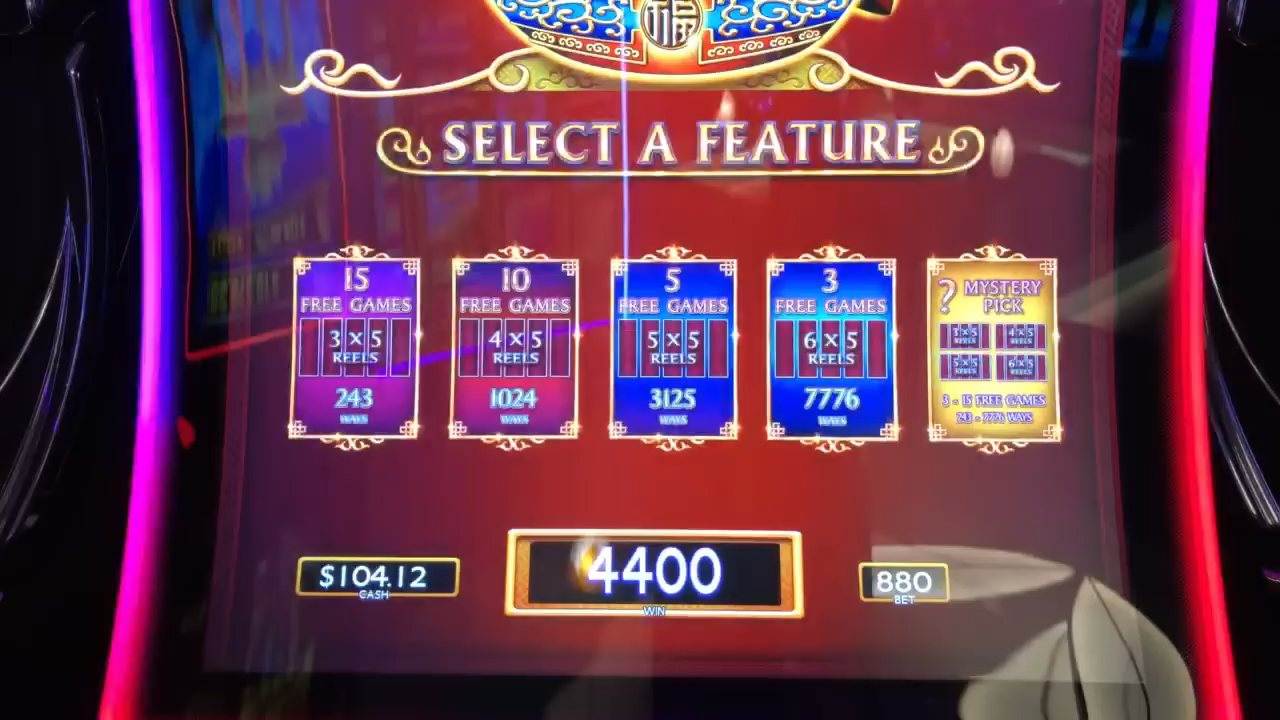 福
SELECT A FEATURE
15
FREE GAMES
3 x 5
REELS
243
WAYS
10
FREE GAMES
4 x 5
REELS
1024
WAYS
5
FREE GAMES
5 x 5
REELS
3125
WAYS
3
FREE GAMES
6 x 5
REELS
7776
WAYS
? MYSTERY
PICK
3 x 5
REELS
4 x 5
REELS
5 x 5
REELS
6 x 5
REELS
3 - 15 FREE GAMES
243 - 7776 WAYS
$104.12
CASH
4400
WIN
880
BET